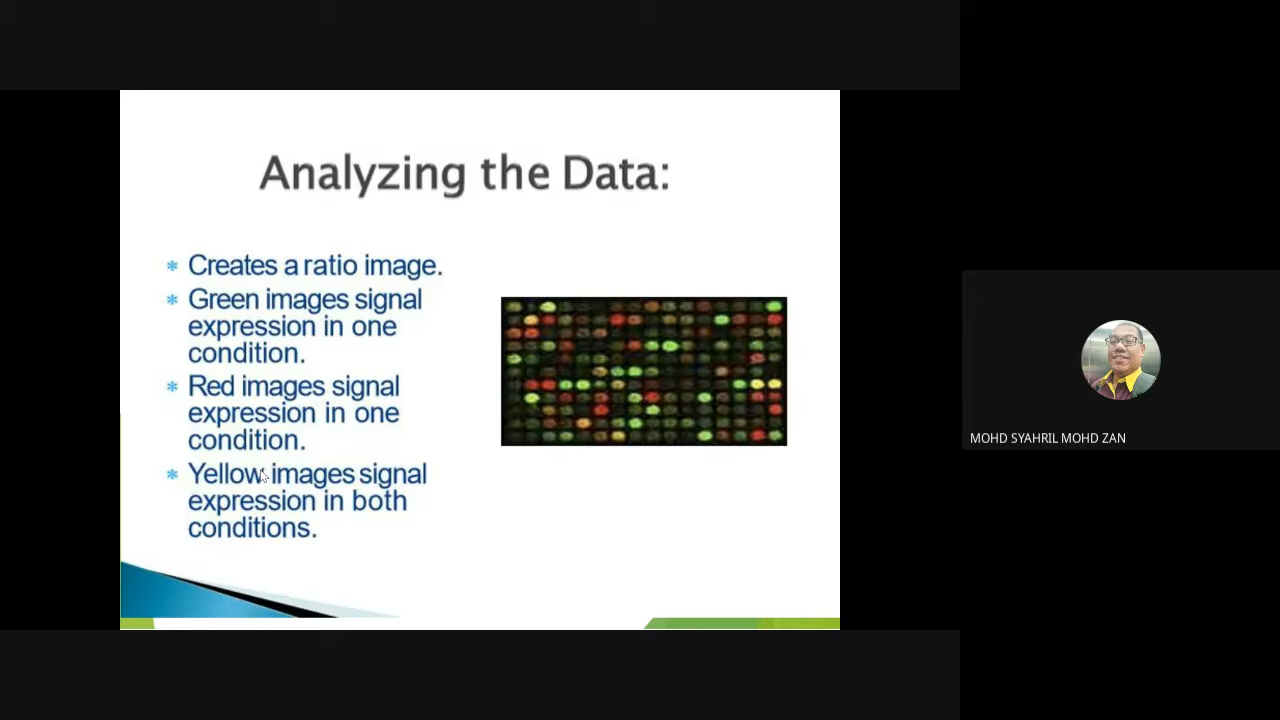 Analyzing the Data:
Creates a ratio image.
Green images signal
expression in one
condition.
Red images signal
expression in one
condition.
Yellow images signal
expression in both
conditions.
MOHD SYAHRIL MOHD ZAN